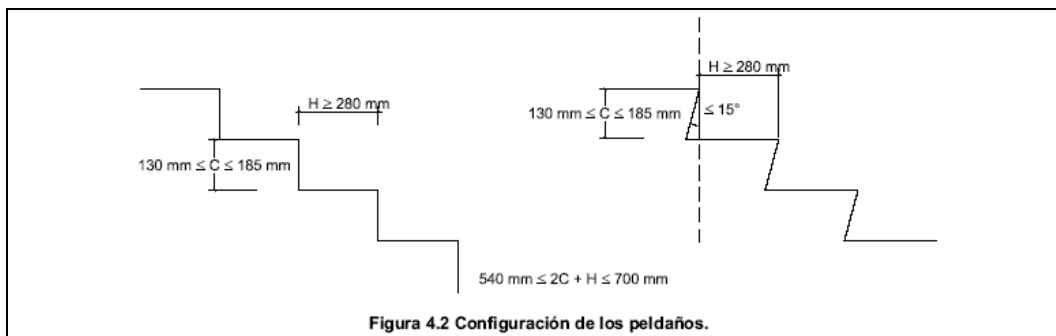 H ≥ 280 mm
H ≥ 280 mm
130 mm ≤ C ≤ 185 mm
≤ 15°
130 mm ≤ C ≤ 185 mm
540 mm ≤ 2C + H ≤ 700 mm
Figura 4.2 Configuración de los peldaños.